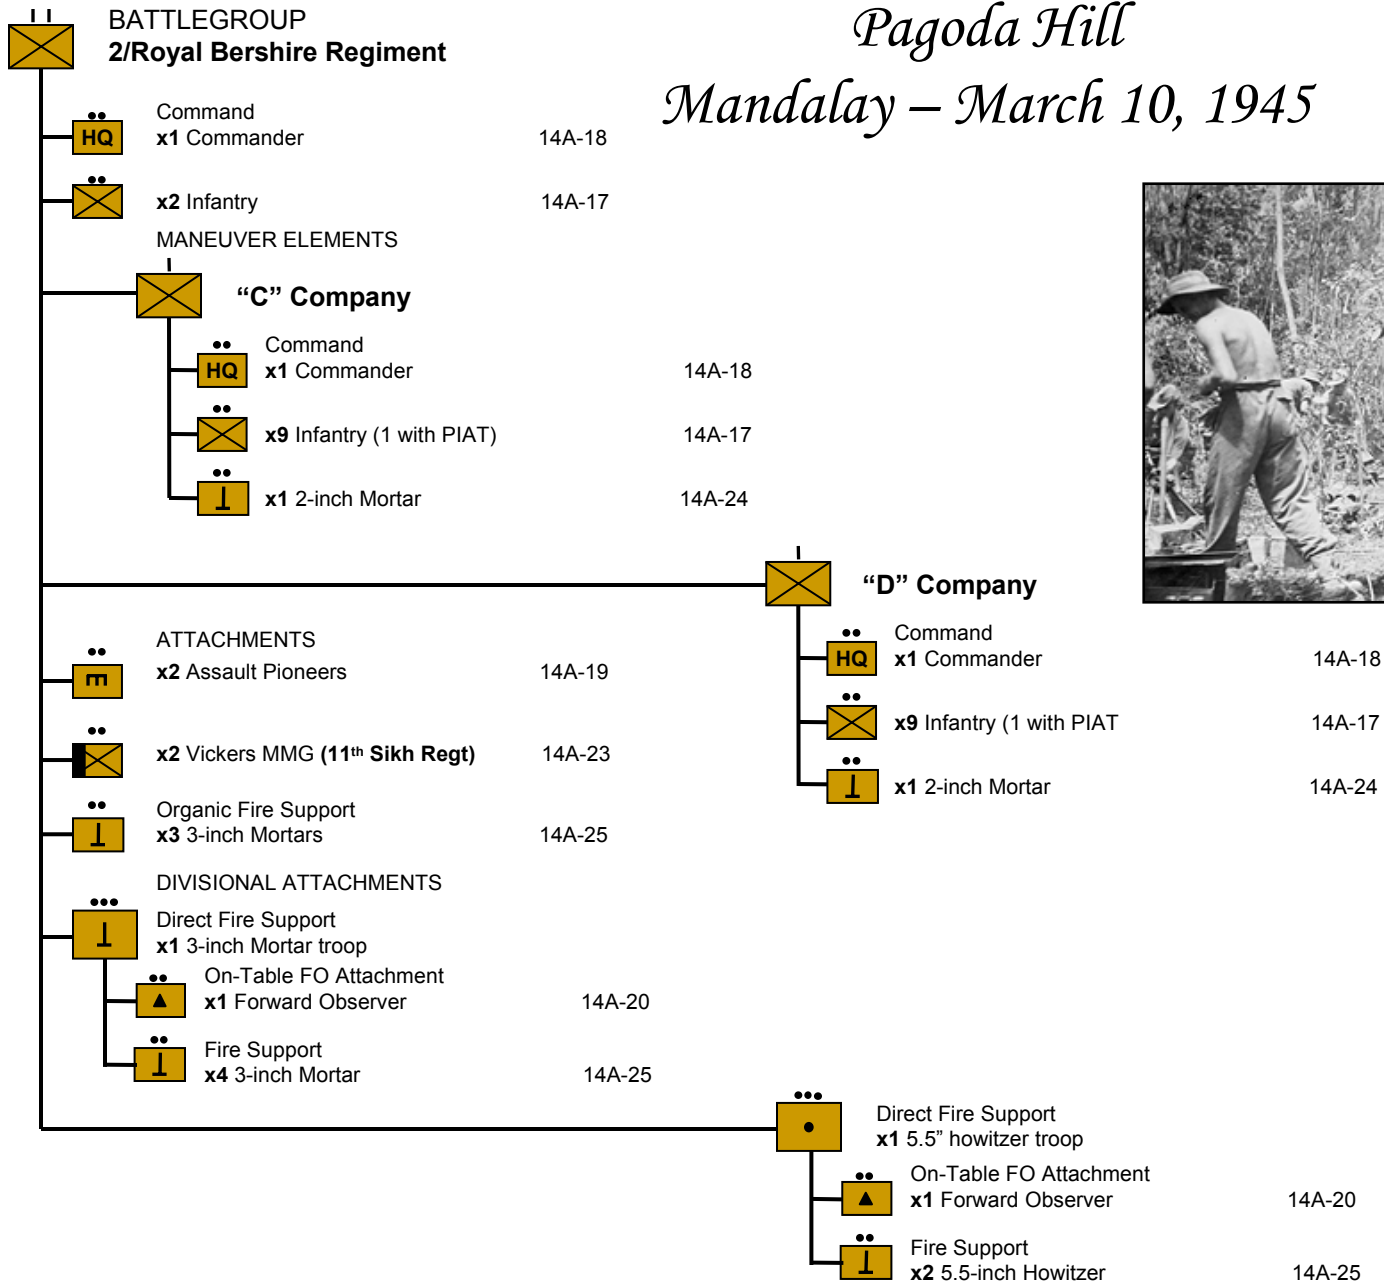 BATTLEGROUP
2/Royal Bershire Regiment
Pagoda Hill
Mandalay – March 10, 1945
Command
HQ x1 Commander 14A-18
x2 Infantry 14A-17
MANEUVER ELEMENTS
“C” Company
Command
HQ x1 Commander 14A-18
x9 Infantry (1 with PIAT) 14A-17
x1 2-inch Mortar 14A-24
“D” Company
Command
HQ x1 Commander 14A-18
x9 Infantry (1 with PIAT 14A-17
x1 2-inch Mortar 14A-24
ATTACHMENTS
x2 Assault Pioneers 14A-19
x2 Vickers MMG (11th Sikh Regt) 14A-23
Organic Fire Support
x3 3-inch Mortars 14A-25
DIVISIONAL ATTACHMENTS
Direct Fire Support
x1 3-inch Mortar troop
On-Table FO Attachment
x1 Forward Observer 14A-20
Fire Support
x4 3-inch Mortar 14A-25
Direct Fire Support
x1 5.5” howitzer troop
On-Table FO Attachment
x1 Forward Observer 14A-20
Fire Support
x2 5.5-inch Howitzer 14A-25